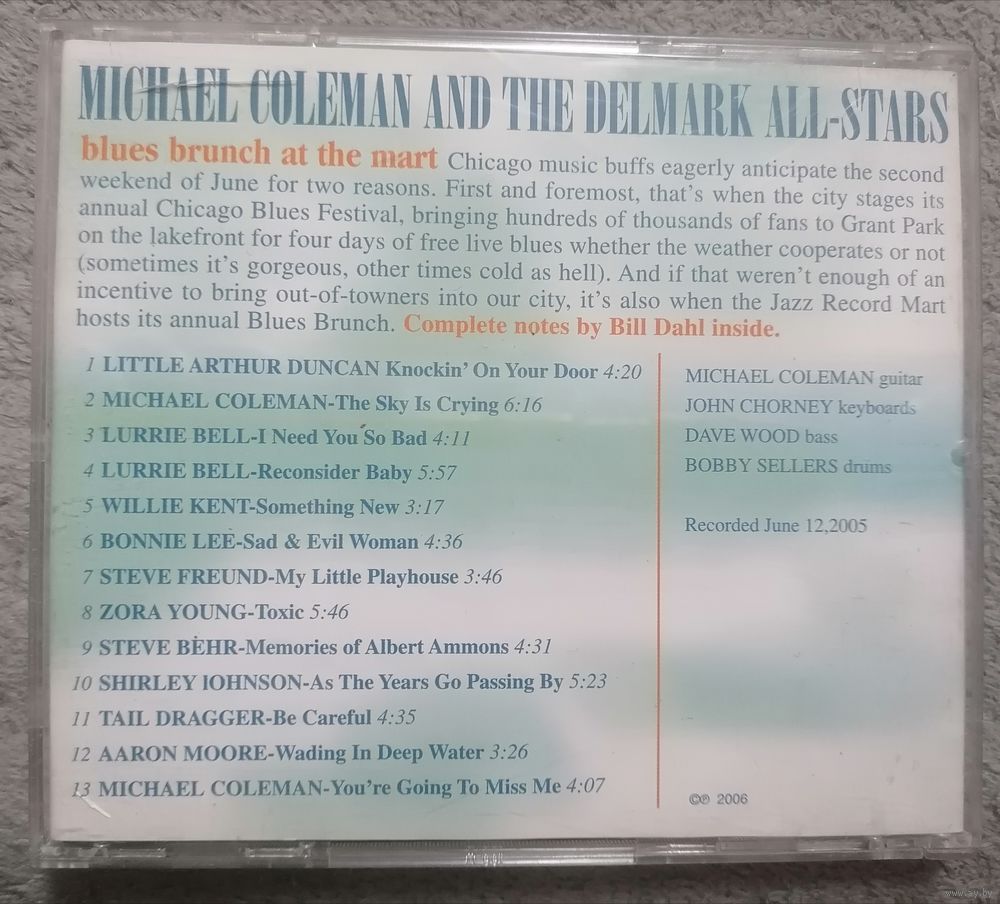 MICHAEL COLEMAN AND THE DELMARK ALL-STARS
blues brunch at the mart Chicago music buffs eagerly anticipate the second
weekend of June for two reasons. First and foremost, that's when the city stages its
annual Chicago Blues Festival, bringing hundreds of thousands of fans to Grant Park
on the lakefront for four days of free live blues whether the weather cooperates or not
(sometimes it's gorgeous, other times cold as hell). And if that weren't enough of an
incentive to bring out-of-towners into our city, it's also when the Jazz Record Mart
hosts its annual Blues Brunch. Complete notes by Bill Dahl inside.
1 LITTLE ARTHUR DUNCAN Knockin' On Your Door 4:20
2 MICHAEL COLEMAN-The Sky Is Crying 6:16
3 LURRIE BELL-I Need You So Bad 4:11
4 LURRIE BELL-Reconsider Baby 5:57
5 WILLIE KENT-Something New 3:17
6 BONNIE LEE-Sad & Evil Woman 4:36
7 STEVE FREUND-My Little Playhouse 3:46
8 ZORA YOUNG-Toxic 5:46
9 STEVE BEHR-Memories of Albert Ammons 4:31
10 SHIRLEY IOHNSON-As The Years Go Passing By 5:23
11 TAIL DRAGGER-Be Careful 4:35
12 AARON MOORE-Wading In Deep Water 3:26
13 MICHAEL COLEMAN-You're Going To Miss Me 4:07
MICHAEL COLEMAN guitar
JOHN CHORNEY keyboards
DAVE WOOD bass
BOBBY SELLERS drums
Recorded June 12,2005
©℗ 2006
www.ay.by